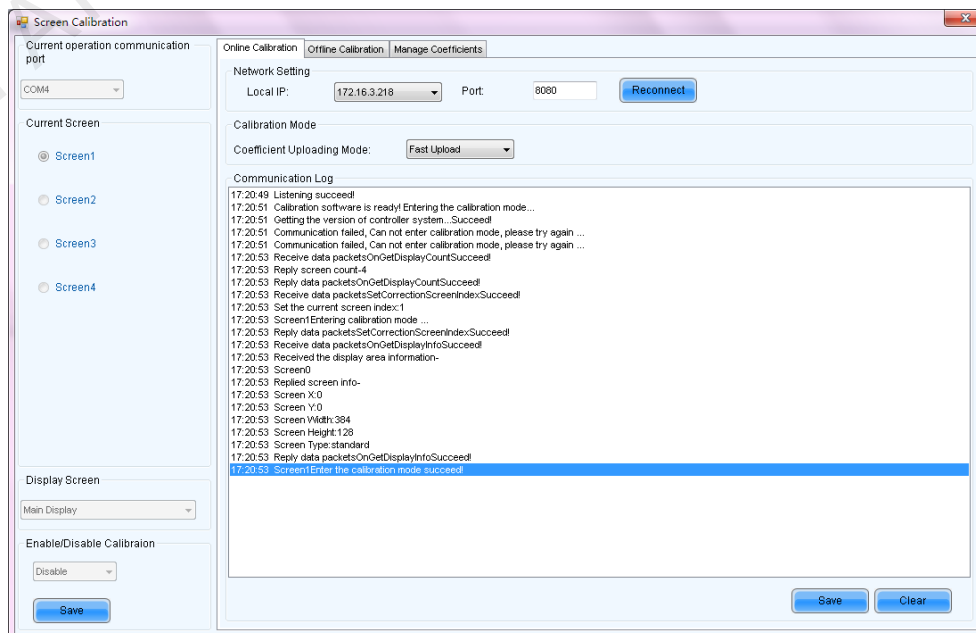 Screen Calibration
Current operation communication
port
COM4
Current Screen
Screen1
Screen2
Screen3
Screen4
Display Screen
Main Display
Enable/Disable Calibraion
Disable
Save
Online Calibration Offline Calibration Manage Coefficients
Network Setting
Local IP: 172.16.3.218 Port: 8080 Reconnect
Calibration Mode
Coefficient Uploading Mode: Fast Upload
Communication Log
17:20:49 Listening succeed!
17:20:51 Calibration software is ready! Entering the calibration mode...
17:20:51 Getting the version of controller system...Succeed!
17:20:51 Communication failed, Can not enter calibration mode, please try again ...
17:20:51 Communication failed, Can not enter calibration mode, please try again ...
17:20:53 Receive data packetsOnGetDisplayCountSucceed!
17:20:53 Reply screen count-4
17:20:53 Reply data packetsOnGetDisplayCountSucceed!
17:20:53 Receive data packetsSetCorrectionScreenIndexSucceed!
17:20:53 Set the current screen index:1
17:20:53 Screen1Entering calibration mode ...
17:20:53 Reply data packetsSetCorrectionScreenIndexSucceed!
17:20:53 Receive data packetsOnGetDisplayInfoSucceed!
17:20:53 Received the display area information-
17:20:53 Screen0
17:20:53 Replied screen info-
17:20:53 Screen X:0
17:20:53 Screen Y:0
17:20:53 Screen Width:384
17:20:53 Screen Height:128
17:20:53 Screen Type:standard
17:20:53 Reply data packetsOnGetDisplayInfoSucceed!
17:20:53 Screen1Enter the calibration mode succeed!
Save Clear